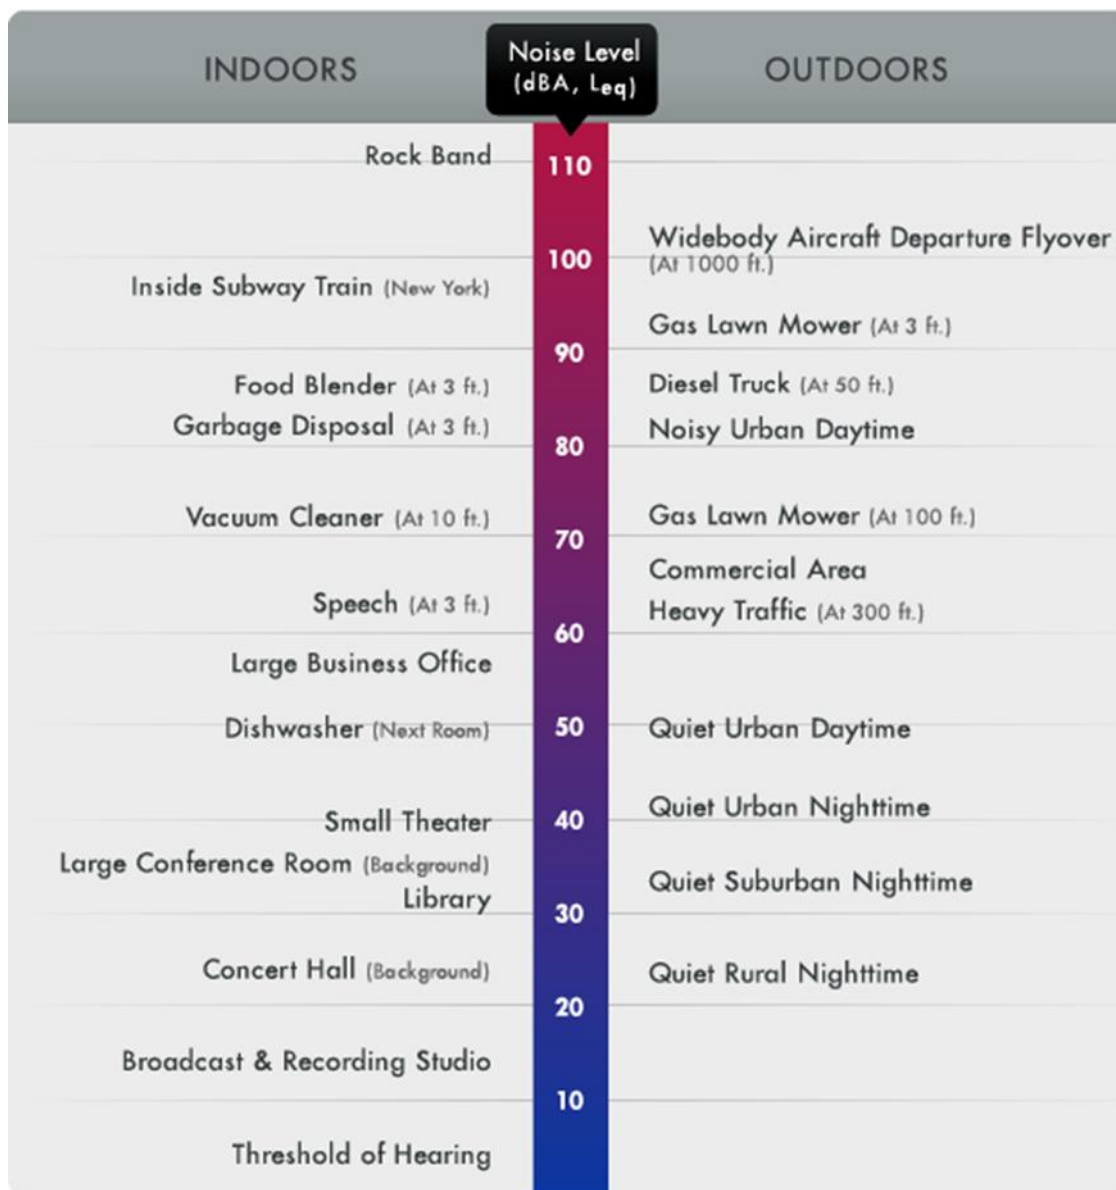 INDOORS
Noise Level
(dBA, Leq)
OUTDOORS
Rock Band
110
Widebody Aircraft Departure Flyover
(At 1000 ft.)
100
Inside Subway Train (New York)
Gas Lawn Mower (At 3 ft.)
90
Food Blender (At 3 ft.)
Diesel Truck (At 50 ft.)
Garbage Disposal (At 3 ft.)
Noisy Urban Daytime
80
Vacuum Cleaner (At 10 ft.)
Gas Lawn Mower (At 100 ft.)
70
Commercial Area
Speech (At 3 ft.)
Heavy Traffic (At 300 ft.)
60
Large Business Office
Dishwasher (Next Room)
50
Quiet Urban Daytime
Quiet Urban Nighttime
Small Theater
40
Large Conference Room (Background)
Quiet Suburban Nighttime
Library
30
Concert Hall (Background)
Quiet Rural Nighttime
20
Broadcast & Recording Studio
10
Threshold of Hearing